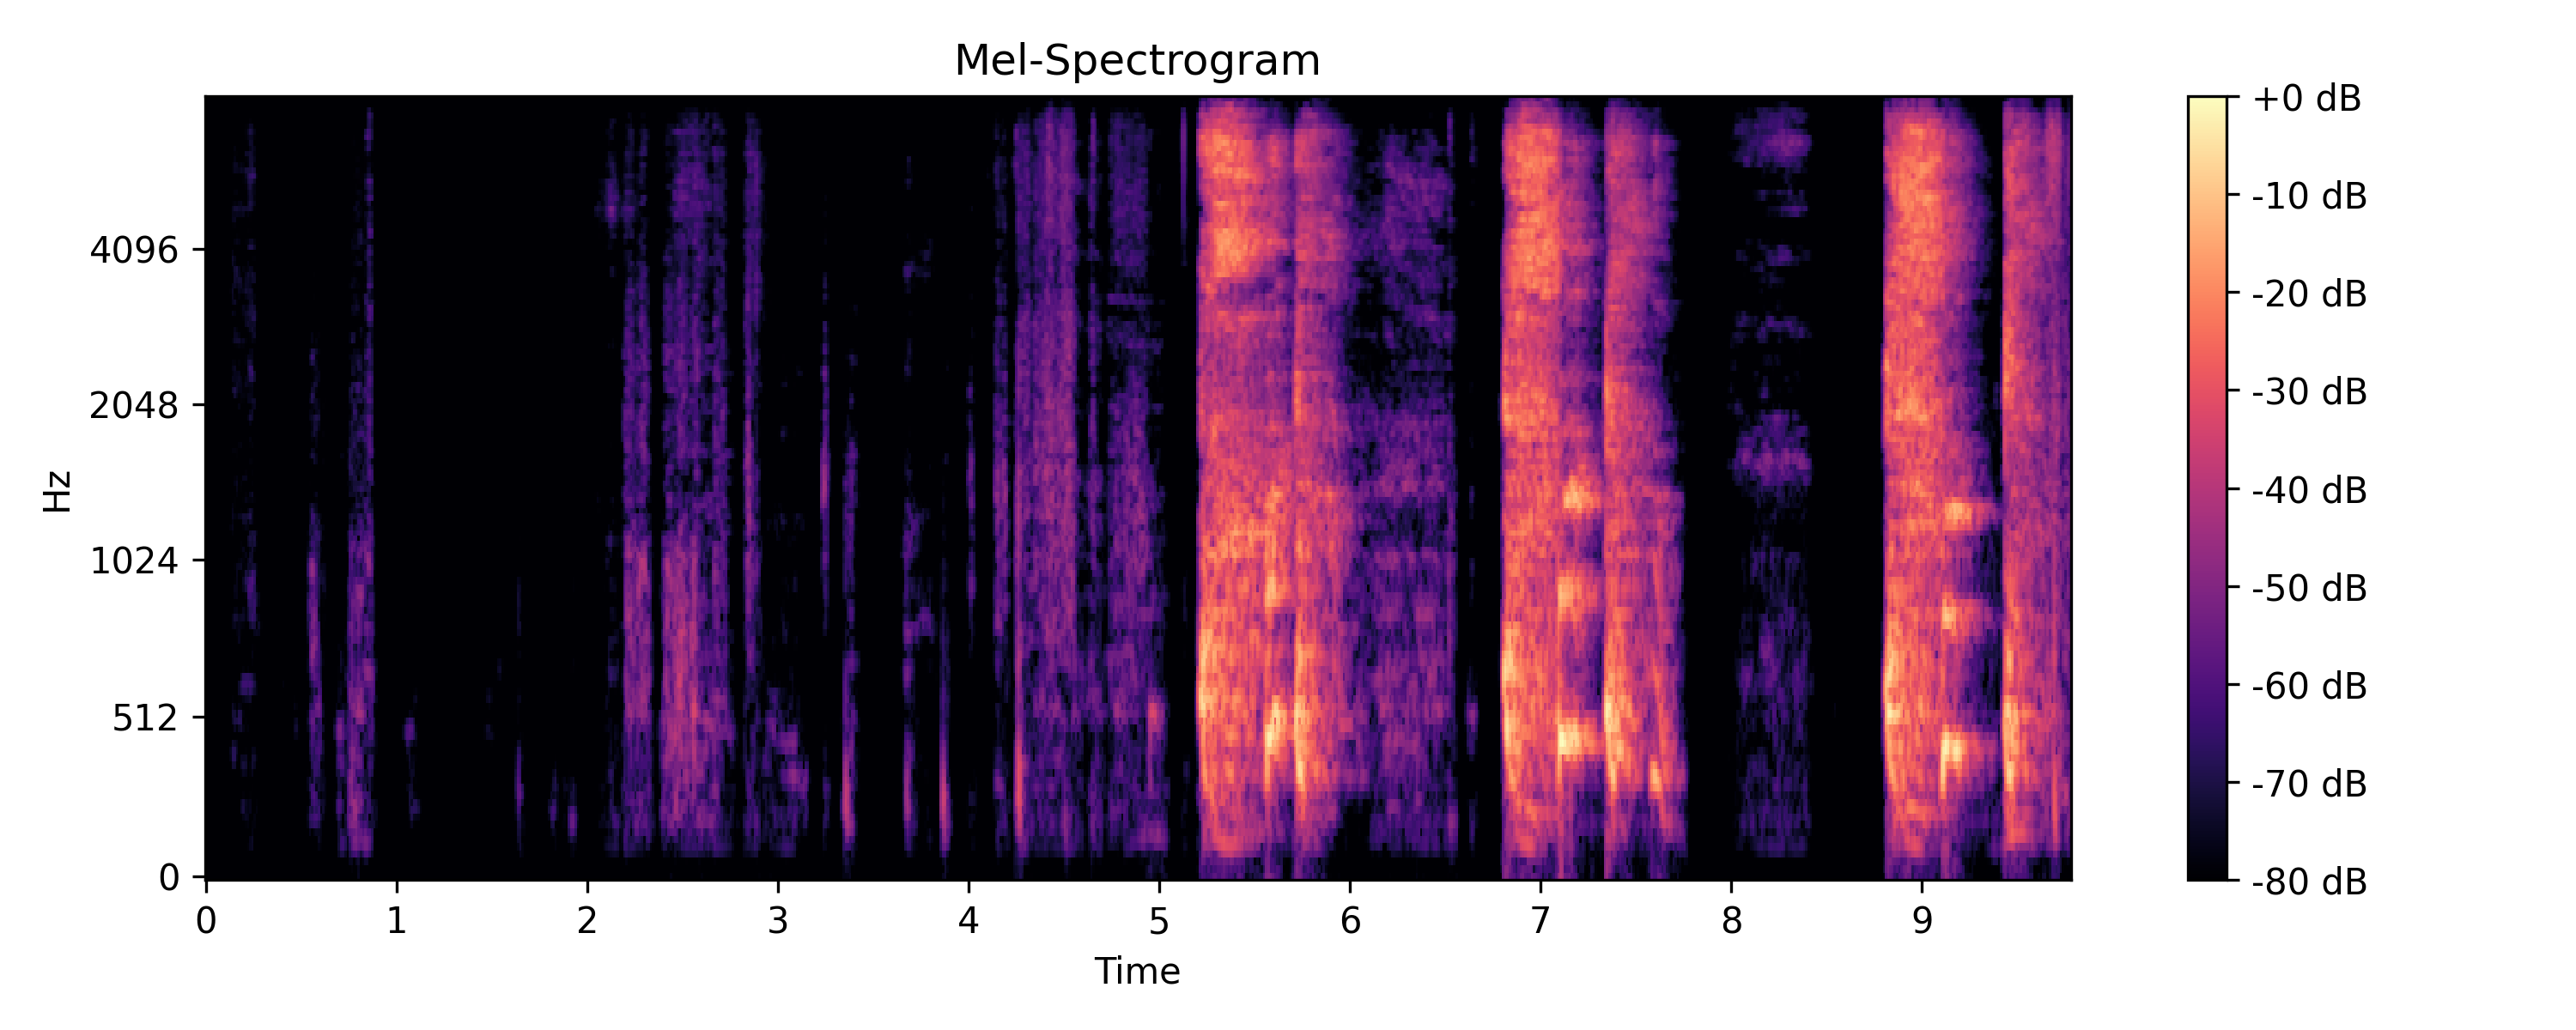 Mel-Spectrogram
+0 dB
-10 dB
-20 dB
-30 dB
-40 dB
-50 dB
-60 dB
-70 dB
-80 dB
4096
2048
1024
512
0
Hz
0 1 2 3 4 5 6 7 8 9
Time